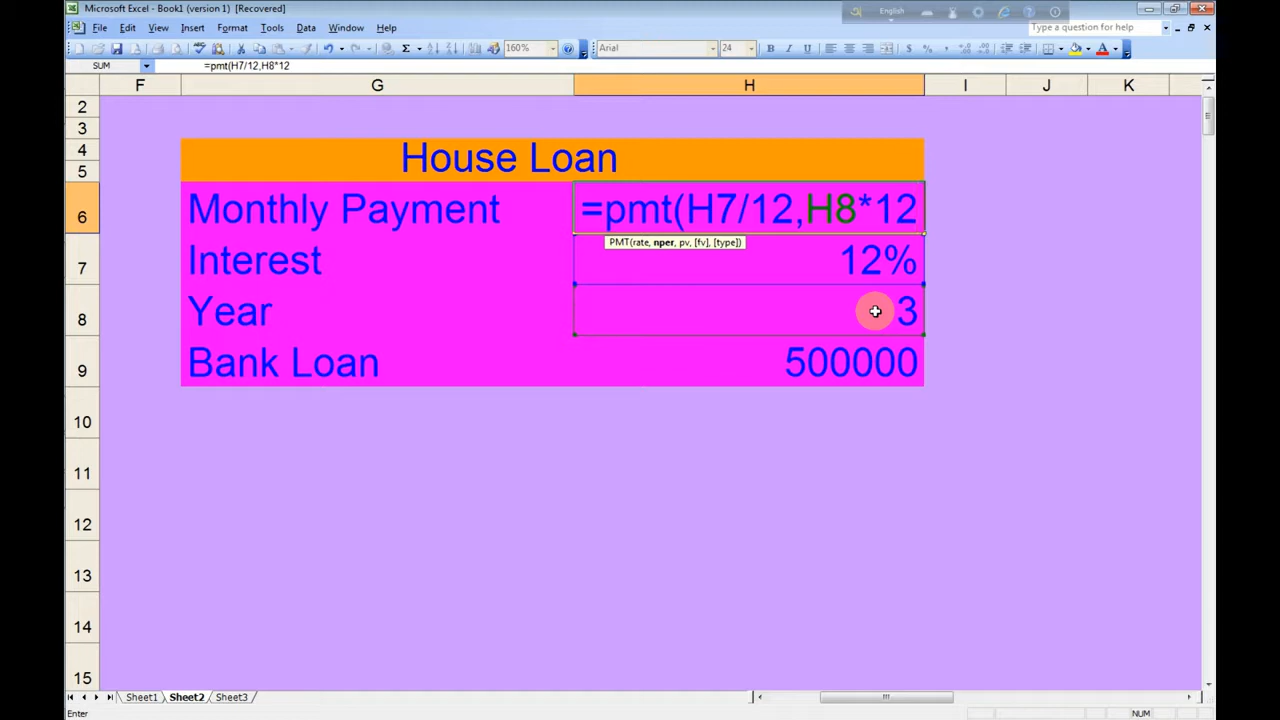 Microsoft Excel - Book1 (version 1) [Recovered]
English
File Edit View Insert Format Tools Data Window Help
Type a question for help
160%
Arial
24
B I U
$ % ,
SUM
=pmt(H7/12,H8*12
F G H I J K
2
3
4
5
House Loan
6
Monthly Payment =pmt(H7/12,H8*12
PMT(rate, nper, pv, [fv], [type])
7
Interest 12%
8
Year 3
9
Bank Loan 500000
10
11
12
13
14
15
Sheet1 Sheet2 Sheet3
Enter
NUM